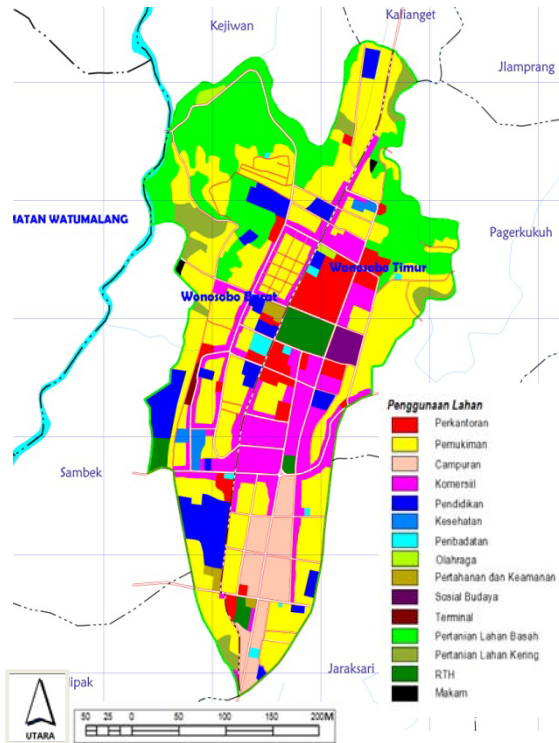 Kalianget
Kejiwan
Jlamprang
MATAN WATUMALANG
Pagerkukuh
Wonosobo Timur
Wonosobo Barat
Sambek
Jaraksari
lipak
Penggunaan Lahan
Perkantoran
Pemukiman
Campuran
Komersiil
Pendidikan
Kesehatan
Peribadatan
Olahraga
Pertahanan dan Keamanan
Sosial Budaya
Terminal
Pertanian Lahan Basah
Pertanian Lahan Kering
RTH
Makam
UTARA
50 25 0 50 100 150 200M
i